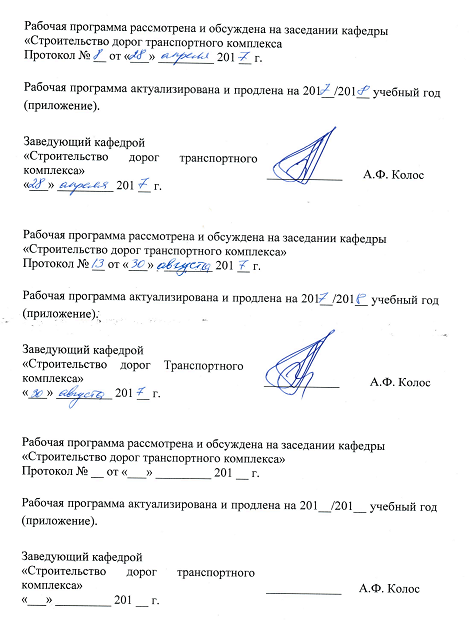 Рабочая программа рассмотрена и обсуждена на заседании кафедры
«Строительство дорог транспортного комплекса
Протокол № 8 от «28» апреля 2017 г.
Рабочая программа актуализирована и продлена на 2017/2018 учебный год
(приложение).
Заведующий кафедрой
«Строительство дорог транспортного
комплекса» А.Ф. Колос
«28» апреля 2017 г.
Рабочая программа рассмотрена и обсуждена на заседании кафедры
«Строительство дорог транспортного комплекса»
Протокол № 13 от «30» августа 2017 г.
Рабочая программа актуализирована и продлена на 2017/2018 учебный год
(приложение).
Заведующий кафедрой
«Строительство дорог Транспортного
комплекса» А.Ф. Колос
«30» августа 2017 г.
Рабочая программа рассмотрена и обсуждена на заседании кафедры
«Строительство дорог транспортного комплекса»
Протокол № __ от «___» _________ 201 __ г.
Рабочая программа актуализирована и продлена на 201__/201__ учебный год
(приложение).
Заведующий кафедрой
«Строительство дорог транспортного
комплекса» ____________ А.Ф. Колос
«___» _________ 201 __ г.